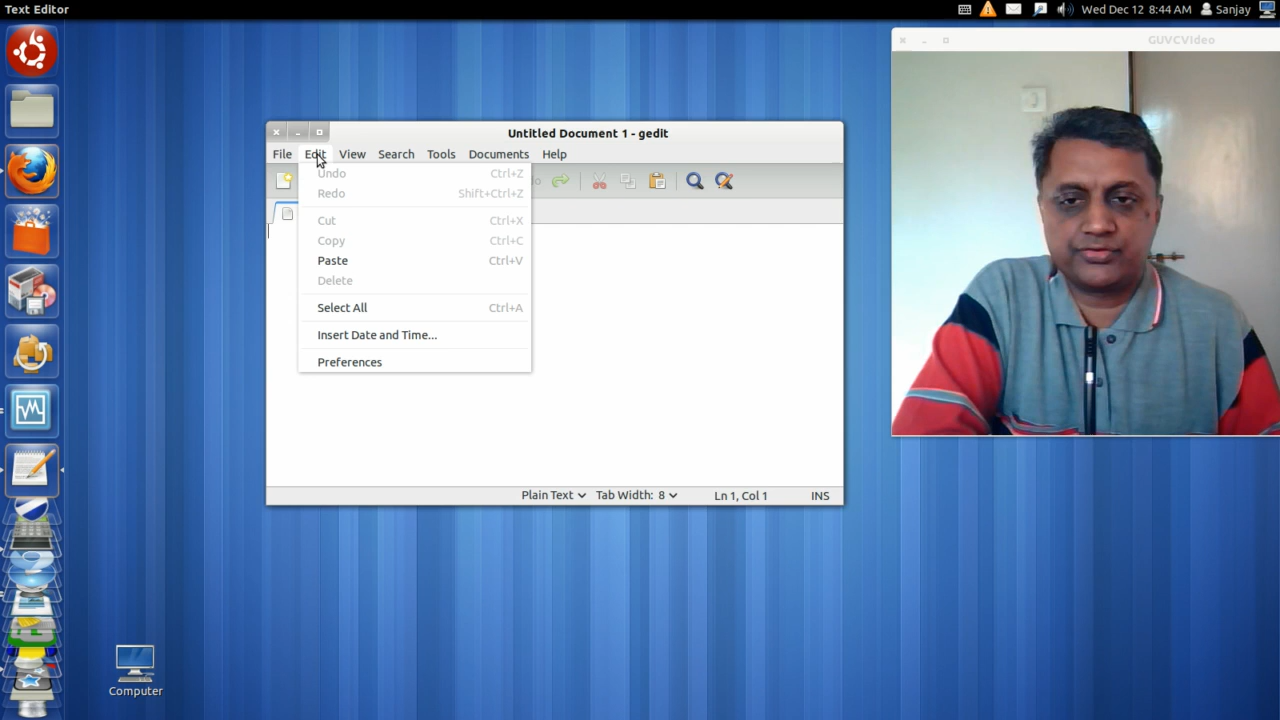 Text Editor
Wed Dec 12 8:44 AM Sanjay
GUVCVideo
Untitled Document 1 - gedit
File Edit View Search Tools Documents Help
Undo Ctrl+Z
Redo Shift+Ctrl+Z
Cut Ctrl+X
Copy Ctrl+C
Paste Ctrl+V
Delete
Select All Ctrl+A
Insert Date and Time...
Preferences
Plain Text Tab Width: 8 Ln 1, Col 1 INS
Computer